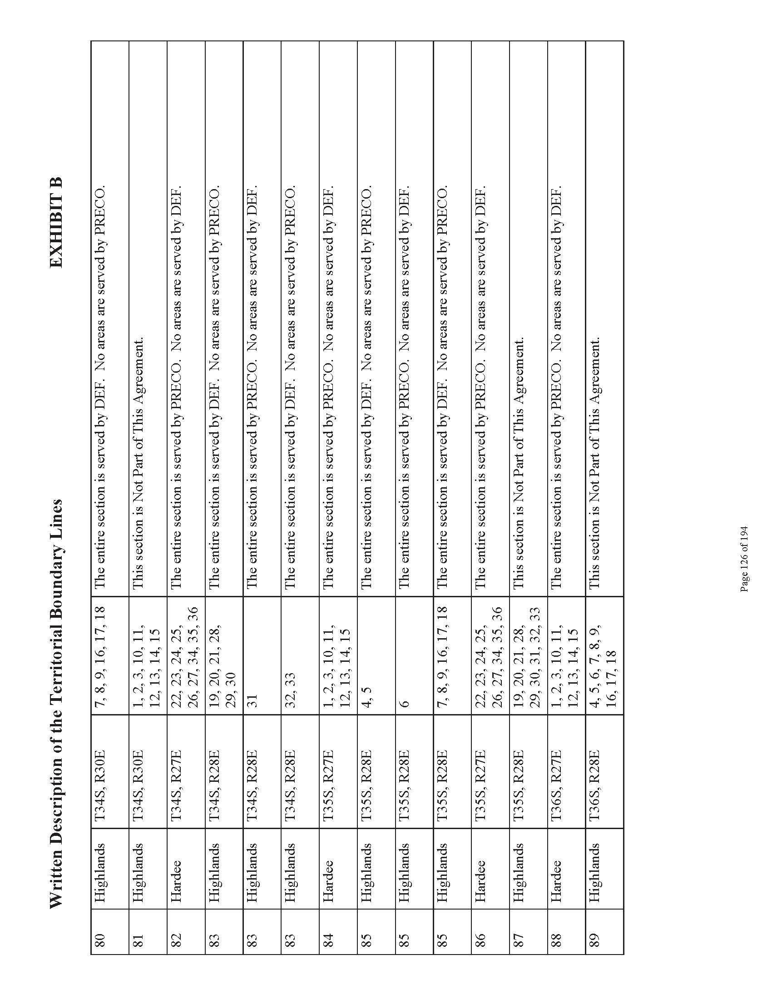 Written Description of the Territorial Boundary Lines EXHIBIT B
80 Highlands T34S, R30E 7, 8, 9, 16, 17, 18 The entire section is served by DEF. No areas are served by PRECO.
81 Highlands T34S, R30E 1, 2, 3, 10, 11, This section is Not Part of This Agreement.
12, 13, 14, 15
82 Hardee T34S, R27E 22, 23, 24, 25, The entire section is served by PRECO. No areas are served by DEF.
26, 27, 34, 35, 36
83 Highlands T34S, R28E 19, 20, 21, 28, The entire section is served by DEF. No areas are served by PRECO.
29, 30
83 Highlands T34S, R28E 31 The entire section is served by PRECO. No areas are served by DEF.
83 Highlands T34S, R28E 32, 33 The entire section is served by DEF. No areas are served by PRECO.
84 Hardee T35S, R27E 1, 2, 3, 10, 11, The entire section is served by PRECO. No areas are served by DEF.
12, 13, 14, 15
85 Highlands T35S, R28E 4, 5 The entire section is served by DEF. No areas are served by PRECO.
85 Highlands T35S, R28E 6 The entire section is served by PRECO. No areas are served by DEF.
85 Highlands T35S, R28E 7, 8, 9, 16, 17, 18 The entire section is served by DEF. No areas are served by PRECO.
86 Hardee T35S, R27E 22, 23, 24, 25, The entire section is served by PRECO. No areas are served by DEF.
26, 27, 34, 35, 36
87 Highlands T35S, R28E 19, 20, 21, 28, This section is Not Part of This Agreement.
29, 30, 31, 32, 33
88 Hardee T36S, R27E 1, 2, 3, 10, 11, The entire section is served by PRECO. No areas are served by DEF.
12, 13, 14, 15
89 Highlands T36S, R28E 4, 5, 6, 7, 8, 9, This section is Not Part of This Agreement.
16, 17, 18
Page 126 of 194